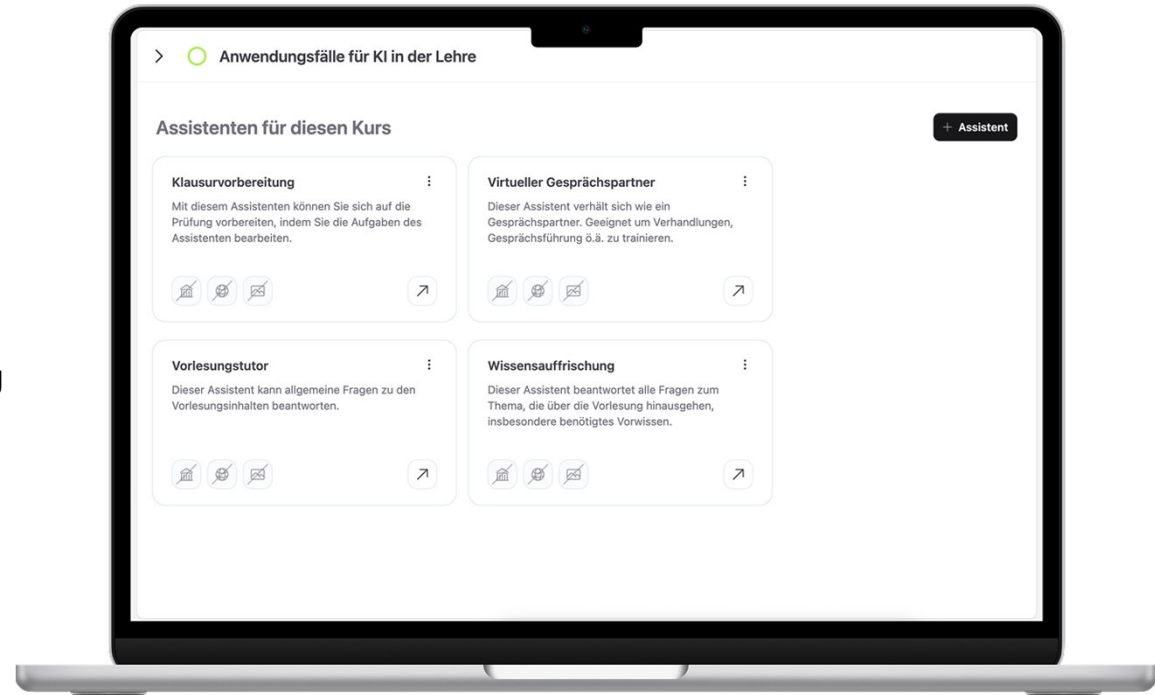 Anwendungsfälle für KI in der Lehre
Assistenten für diesen Kurs
+ Assistent
Klausurvorbereitung
Mit diesem Assistenten können Sie sich auf die
Prüfung vorbereiten, indem Sie die Aufgaben des
Assistenten bearbeiten.
Virtueller Gesprächspartner
Dieser Assistent verhält sich wie ein
Gesprächspartner. Geeignet um Verhandlungen,
Gesprächsführung ö.ä. zu trainieren.
Vorlesungstutor
Dieser Assistent kann allgemeine Fragen zu den
Vorlesungsinhalten beantworten.
Wissensauffrischung
Dieser Assistent beantwortet alle Fragen zum
Thema, die über die Vorlesung hinausgehen,
insbesondere benötigtes Vorwissen.